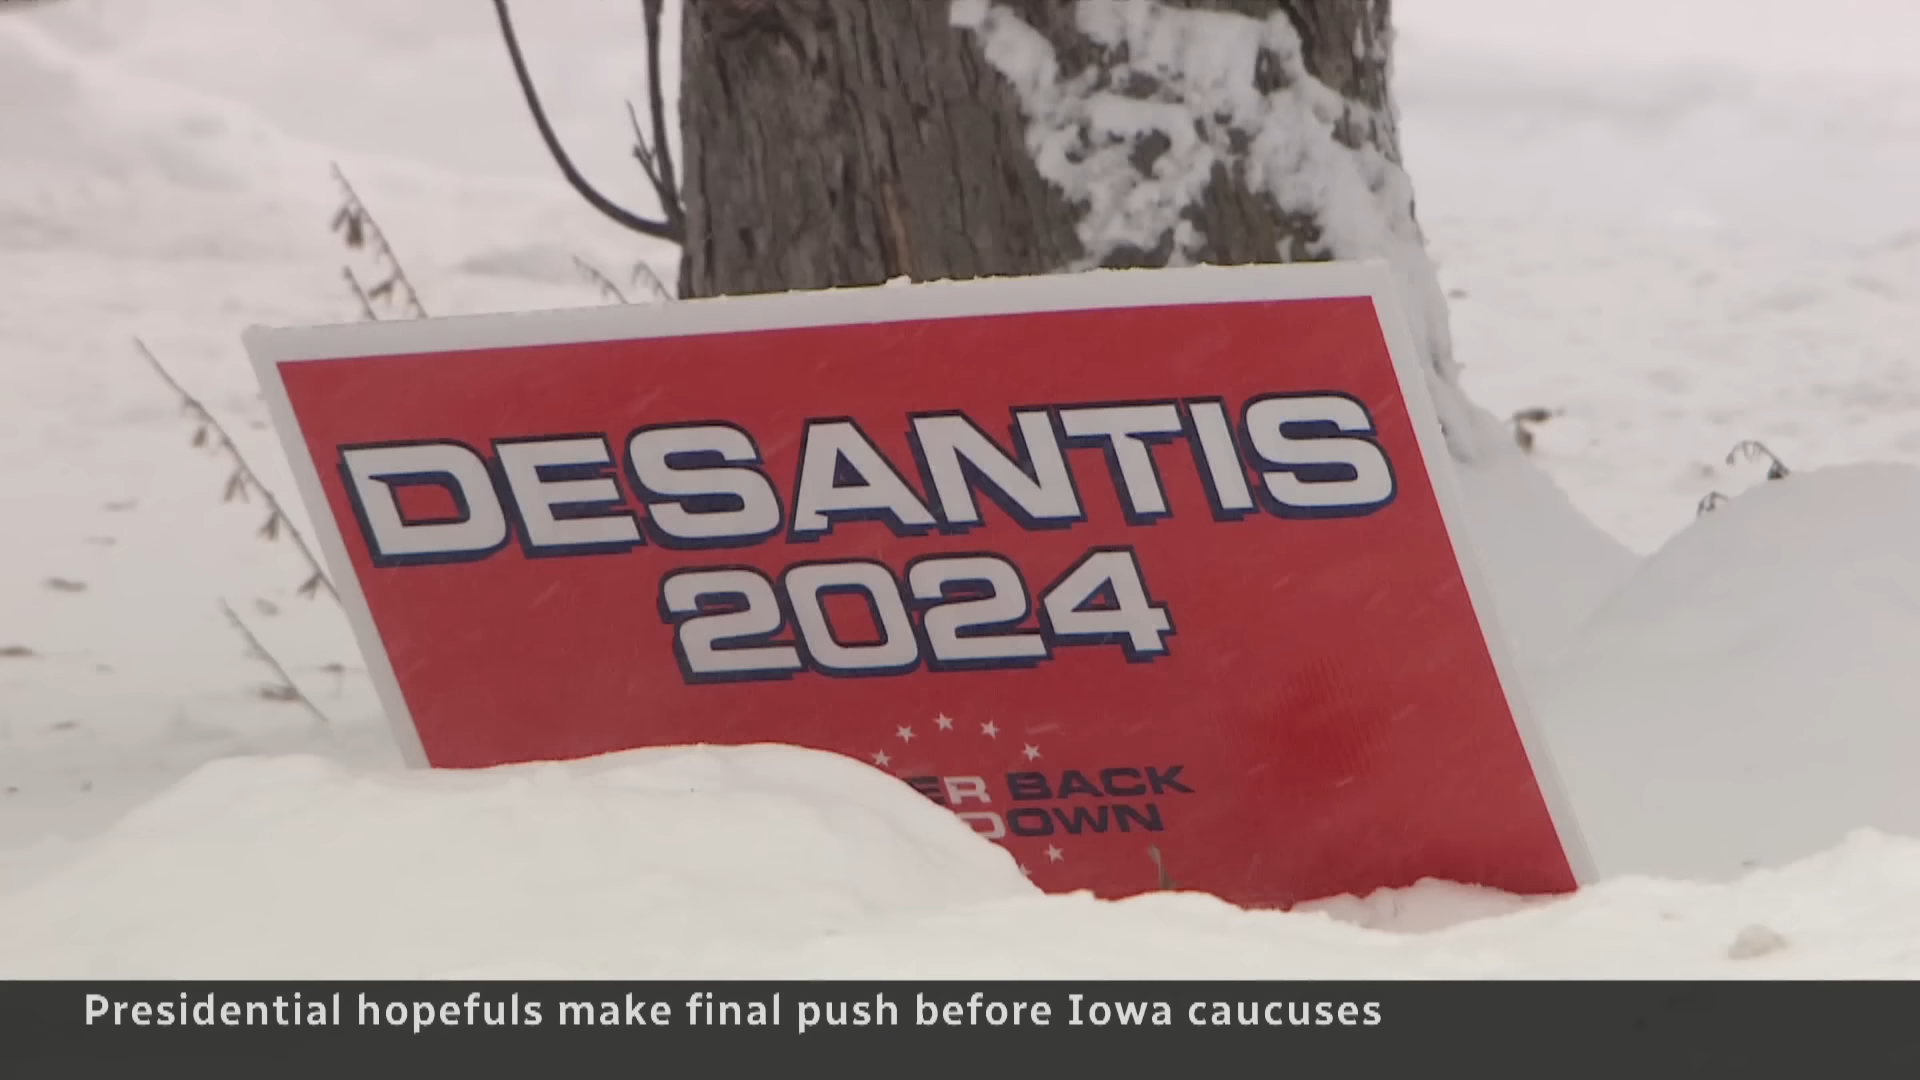 DESANTIS
2024
BACK
DOWN
Presidential hopefuls make final push before Iowa caucuses